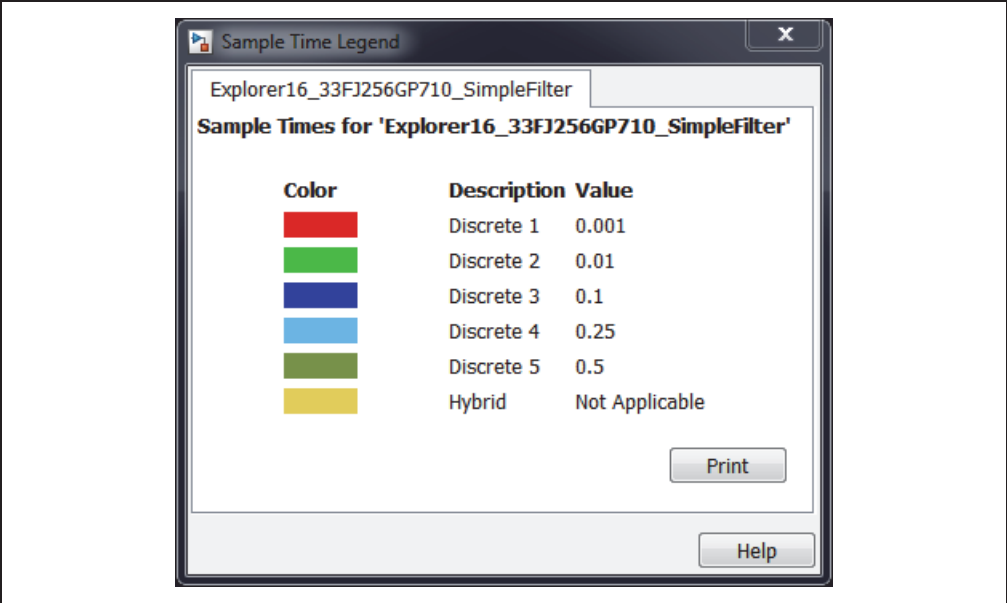 Sample Time Legend
x
Explorer16_33FJ256GP710_SimpleFilter
Sample Times for 'Explorer16_33FJ256GP710_SimpleFilter'
Color Description Value
Discrete 1 0.001
Discrete 2 0.01
Discrete 3 0.1
Discrete 4 0.25
Discrete 5 0.5
Hybrid Not Applicable
Print
Help